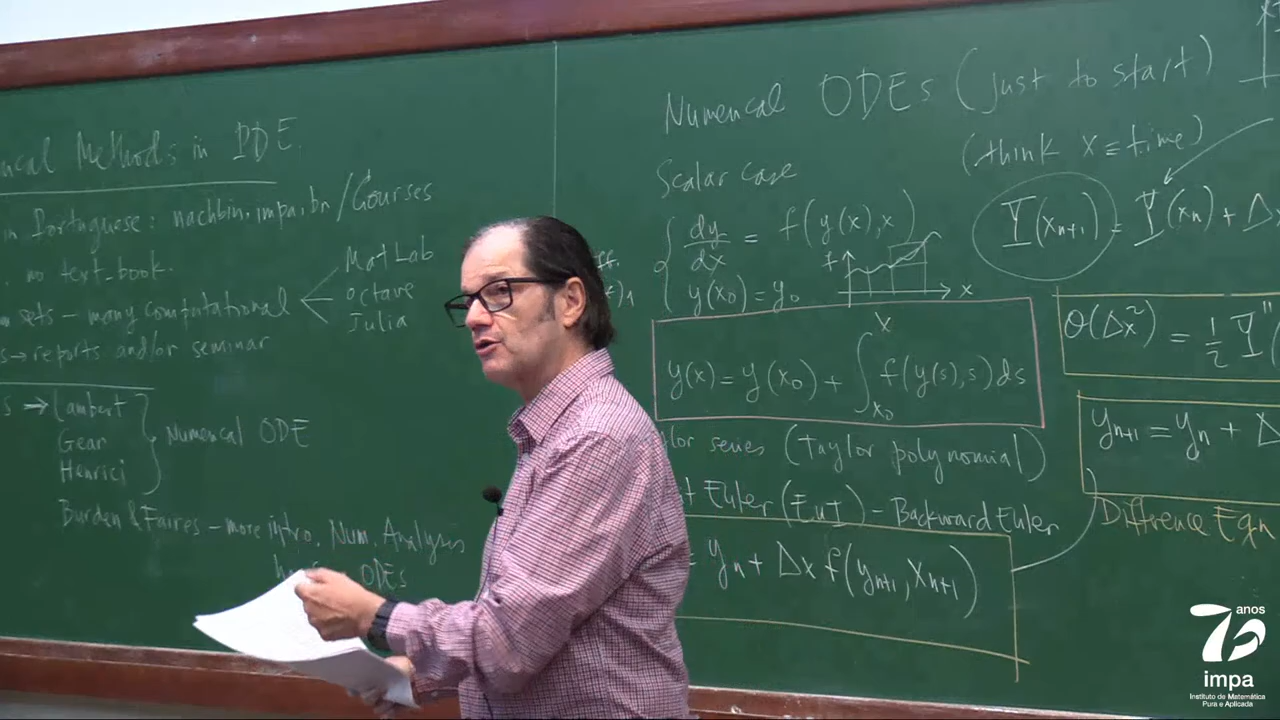 Methods in PDE
in Portuguese: nachbin.impa.br/Courses
no text-book.
sets - many computational
MatLab
Octave
Julia
reports and/or seminar
→ Lambert
Gear
Henrici
Numerical ODE
Burden & Faires - more intro. Num. Analysis
ODEs
Numerical ODEs (just to start)
(think x ≡ time)
Scalar case
dy/dx = f(y(x), x)
y(x₀) = y₀
f
x
y(x) = y(x₀) + ∫_{x₀}^{x} f(y(s), s) ds
series (Taylor polynomial)
Euler (EuI) - Backward Euler
= yₙ + Δx f(yₙ₊₁, xₙ₊₁)
Y(xₙ₊₁) = Y(xₙ) + Δ
O(Δx²) = 1/2 Y''(
yₙ₊₁ = yₙ + Δ
Difference Eqn
75 anos
impa
Instituto de Matemática
Pura e Aplicada